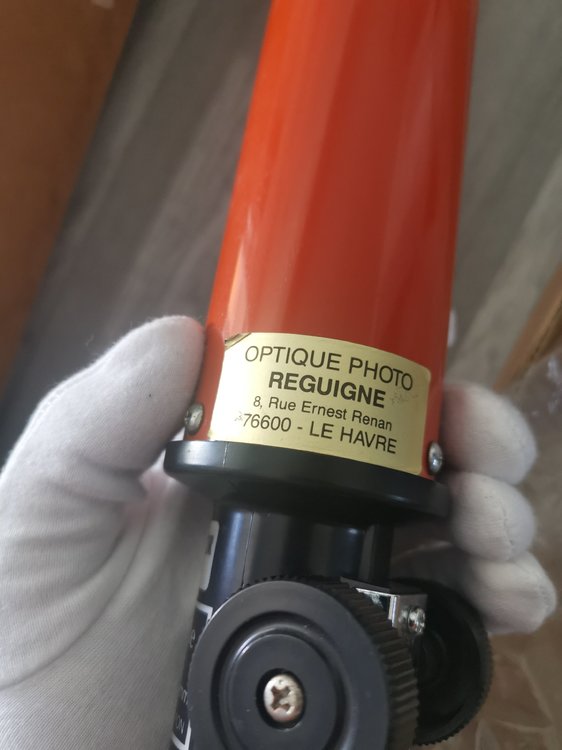 OPTIQUE PHOTO
REGUIGNE
8, Rue Ernest Renan
76600 - LE HAVRE